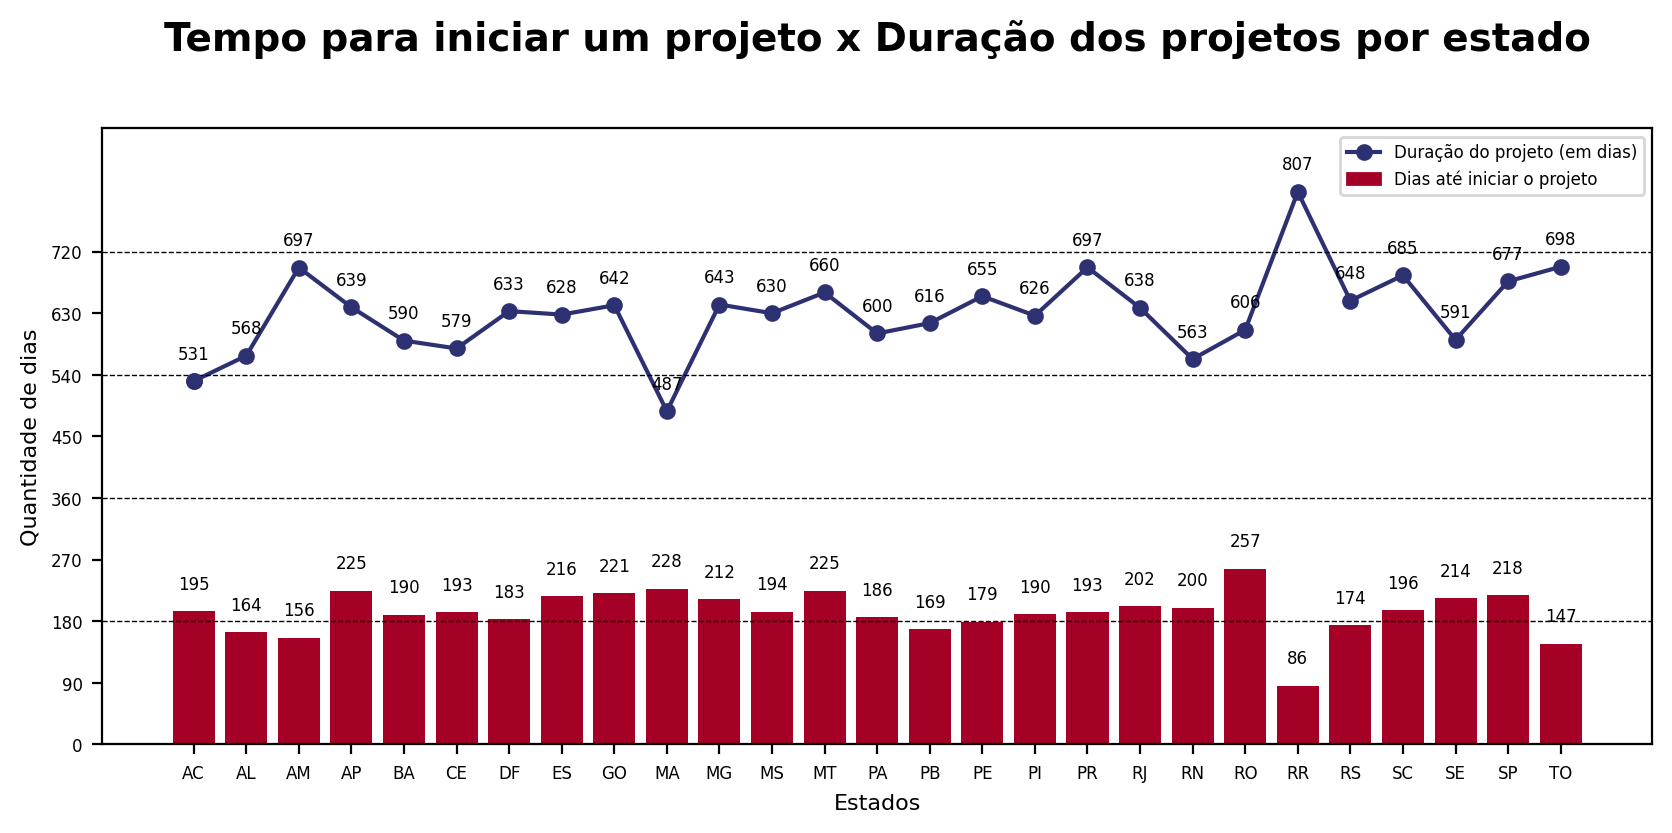 Tempo para iniciar um projeto x Duração dos projetos por estado
Duração do projeto (em dias)
Dias até iniciar o projeto
Quantidade de dias
720
630
540
450
360
270
180
90
0
531 568 697 639 590 579 633 628 642 487 643 630 660 600 616 655 626 697 638 563 606 807 648 685 591 677 698
195 164 156 225 190 193 183 216 221 228 212 194 225 186 169 179 190 193 202 200 257 86 174 196 214 218 147
AC AL AM AP BA CE DF ES GO MA MG MS MT PA PB PE PI PR RJ RN RO RR RS SC SE SP TO
Estados